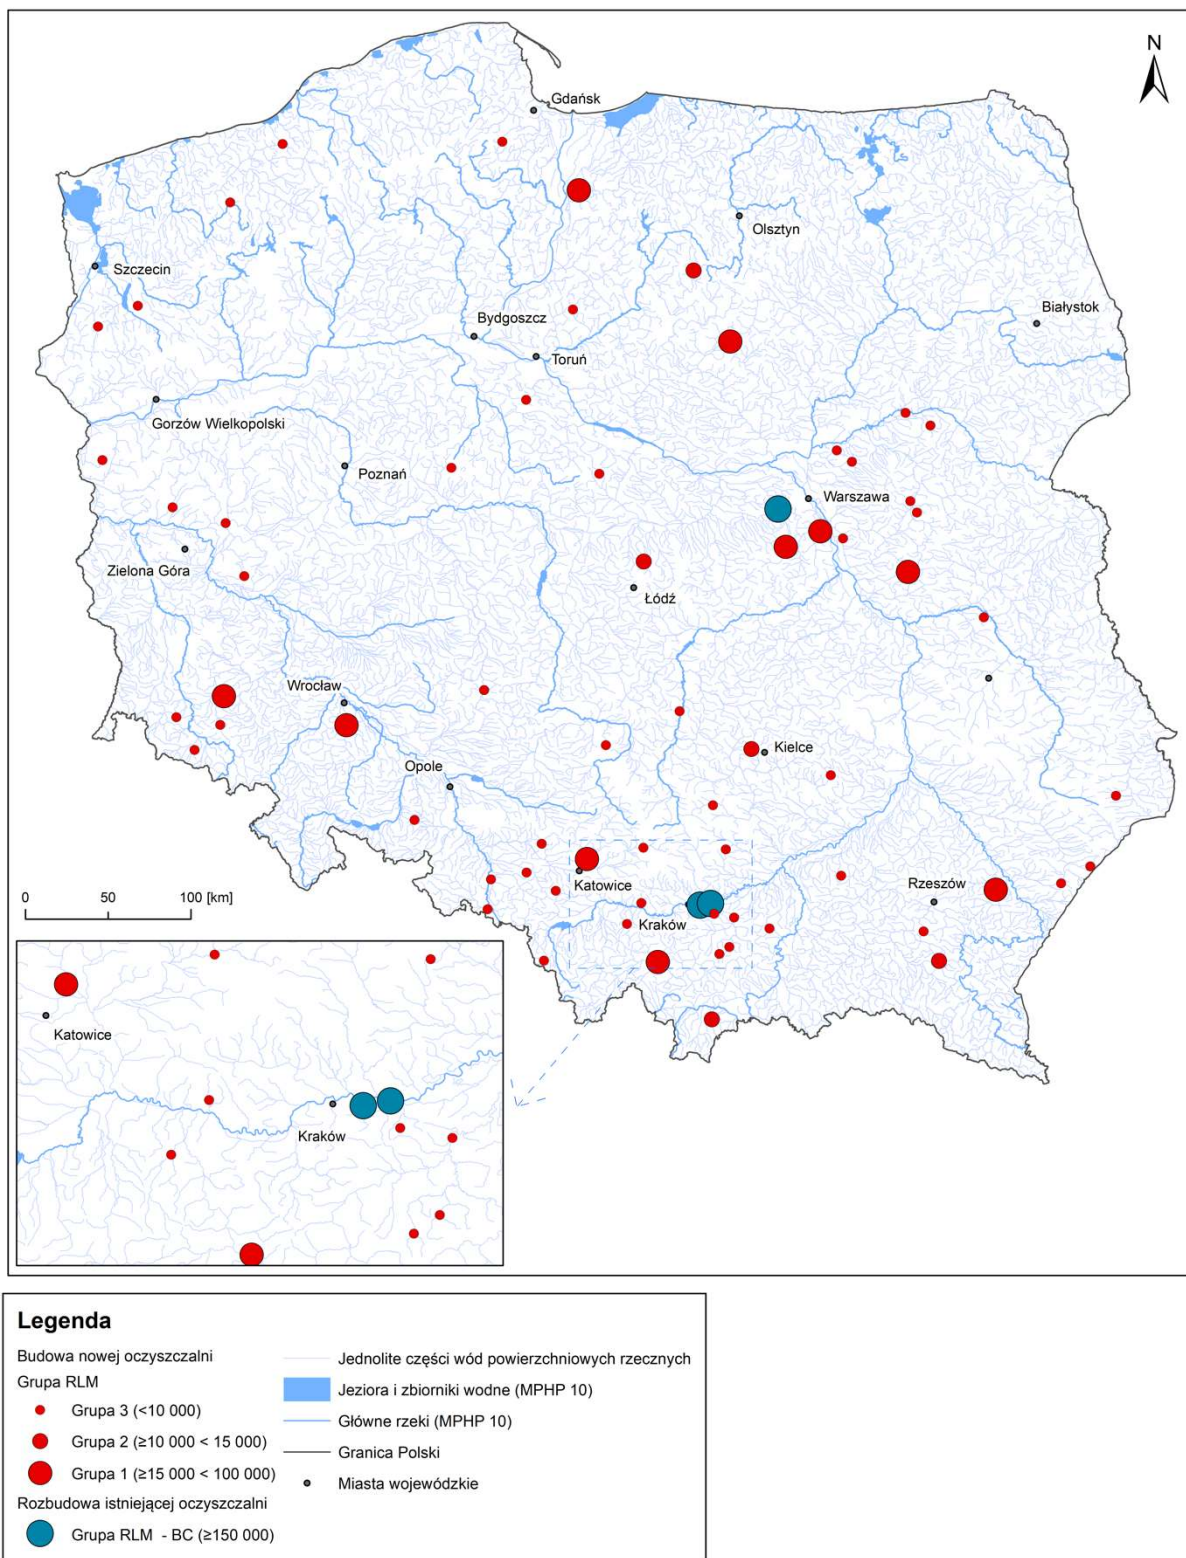 N
Gdańsk
Olsztyn
Szczecin
Białystok
Bydgoszcz
Toruń
Gorzów Wielkopolski
Poznań
Warszawa
Zielona Góra
Łódź
Wrocław
Kielce
Opole
Katowice
Rzeszów
Kraków
0 50 100 [km]
Katowice
Kraków
Legenda
Budowa nowej oczyszczalni
Grupa RLM
Grupa 3 (<10 000)
Grupa 2 (≥10 000 < 15 000)
Grupa 1 (≥15 000 < 100 000)
Rozbudowa istniejącej oczyszczalni
Grupa RLM - BC (≥150 000)
Jednolite części wód powierzchniowych rzecznych
Jeziora i zbiorniki wodne (MPHP 10)
Główne rzeki (MPHP 10)
Granica Polski
Miasta wojewódzkie